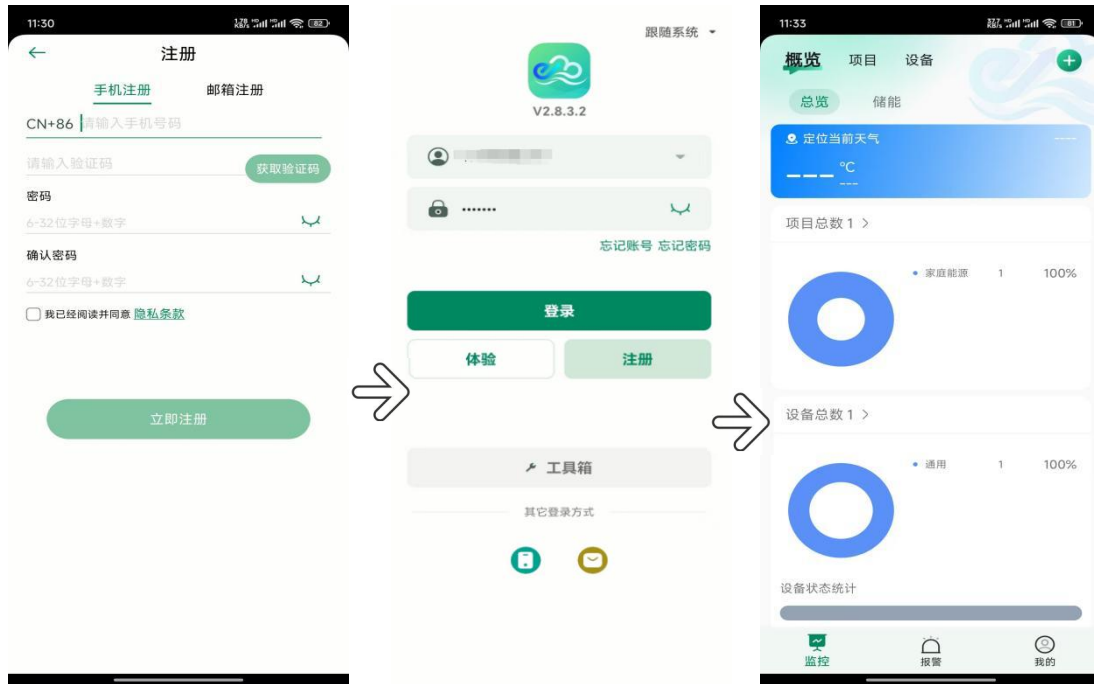 11:30
注册
手机注册 邮箱注册
CN+86 请输入手机号码
请输入验证码 获取验证码
密码
6-32位字母+数字
确认密码
6-32位字母+数字
我已经阅读并同意 隐私条款
立即注册
跟随系统
V2.8.3.2
忘记账号 忘记密码
登录
体验 注册
工具箱
其它登录方式
11:33
概览 项目 设备
总览 储能
定位当前天气
--- °C
---
项目总数 1 >
家庭能源 1 100%
设备总数 1 >
通用 1 100%
设备状态统计
监控 报警 我的